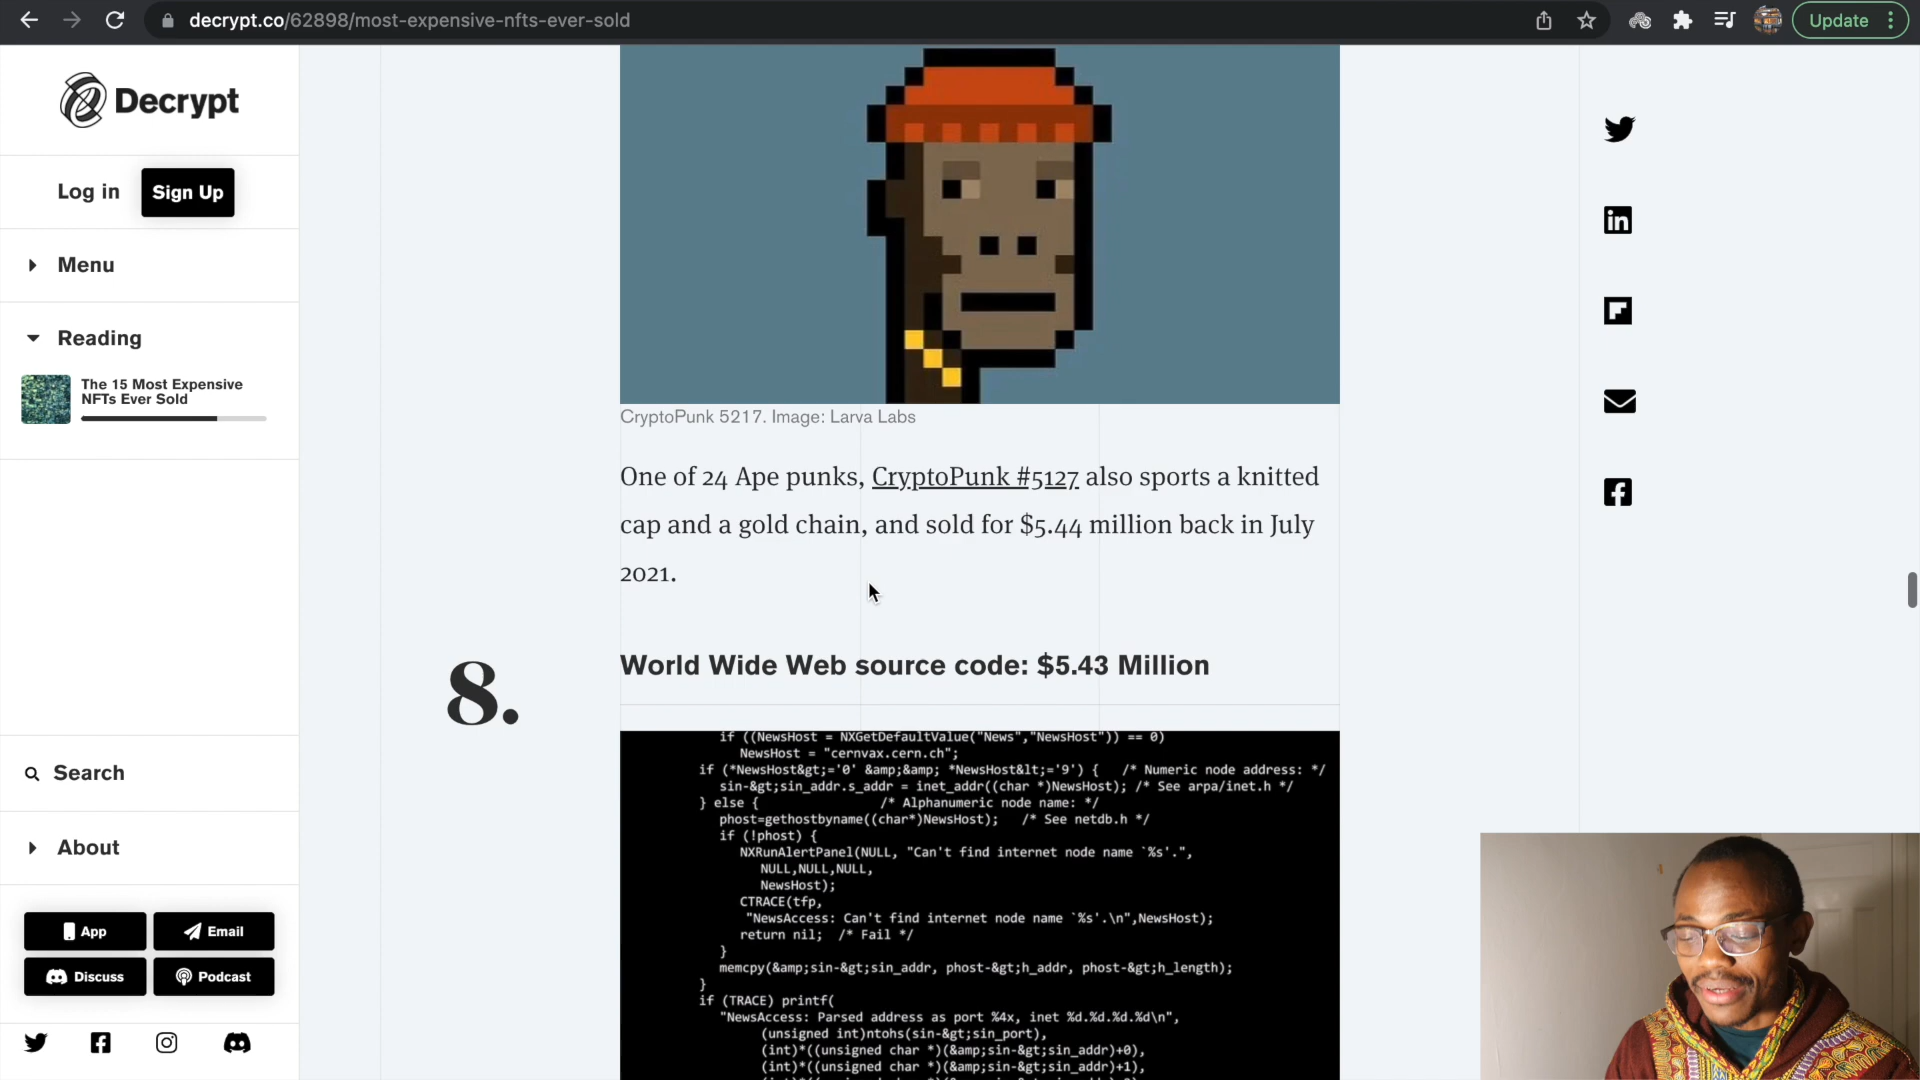 decrypt.co/62898/most-expensive-nfts-ever-sold
Update
Decrypt
Log in
Sign Up
Menu
Reading
The 15 Most Expensive
NFTs Ever Sold
Search
About
App
Email
Discuss
Podcast
CryptoPunk 5217. Image: Larva Labs
One of 24 Ape punks, CryptoPunk #5127 also sports a knitted
cap and a gold chain, and sold for $5.44 million back in July
2021.
8.
World Wide Web source code: $5.43 Million
if ((NewsHost = NXGetDefaultValue("News","NewsHost")) == 0)
NewsHost = "cernvax.cern.ch";
if (*NewsHost&gt;='0' &amp;&amp; *NewsHost&lt;='9') { /* Numeric node address: */
sin-&gt;sin_addr.s_addr = inet_addr((char *)NewsHost); /* See arpa/inet.h */
} else { /* Alphanumeric node name: */
phost=gethostbyname((char*)NewsHost); /* See netdb.h */
if (!phost) {
NXRunAlertPanel(NULL, "Can't find internet node name `%s'.",
NULL,NULL,NULL,
NewsHost);
CTRACE(tfp,
"NewsAccess: Can't find internet node name `%s'.\n",NewsHost);
return nil; /* Fail */
}
memcpy(&amp;sin-&gt;sin_addr, phost-&gt;h_addr, phost-&gt;h_length);
}
if (TRACE) printf(
"NewsAccess: Parsed address as port %4x, inet %d.%d.%d.%d\n",
(unsigned int)ntohs(sin-&gt;sin_port),
(int)*((unsigned char *)(&amp;sin-&gt;sin_addr)+0),
(int)*((unsigned char *)(&amp;sin-&gt;sin_addr)+1),